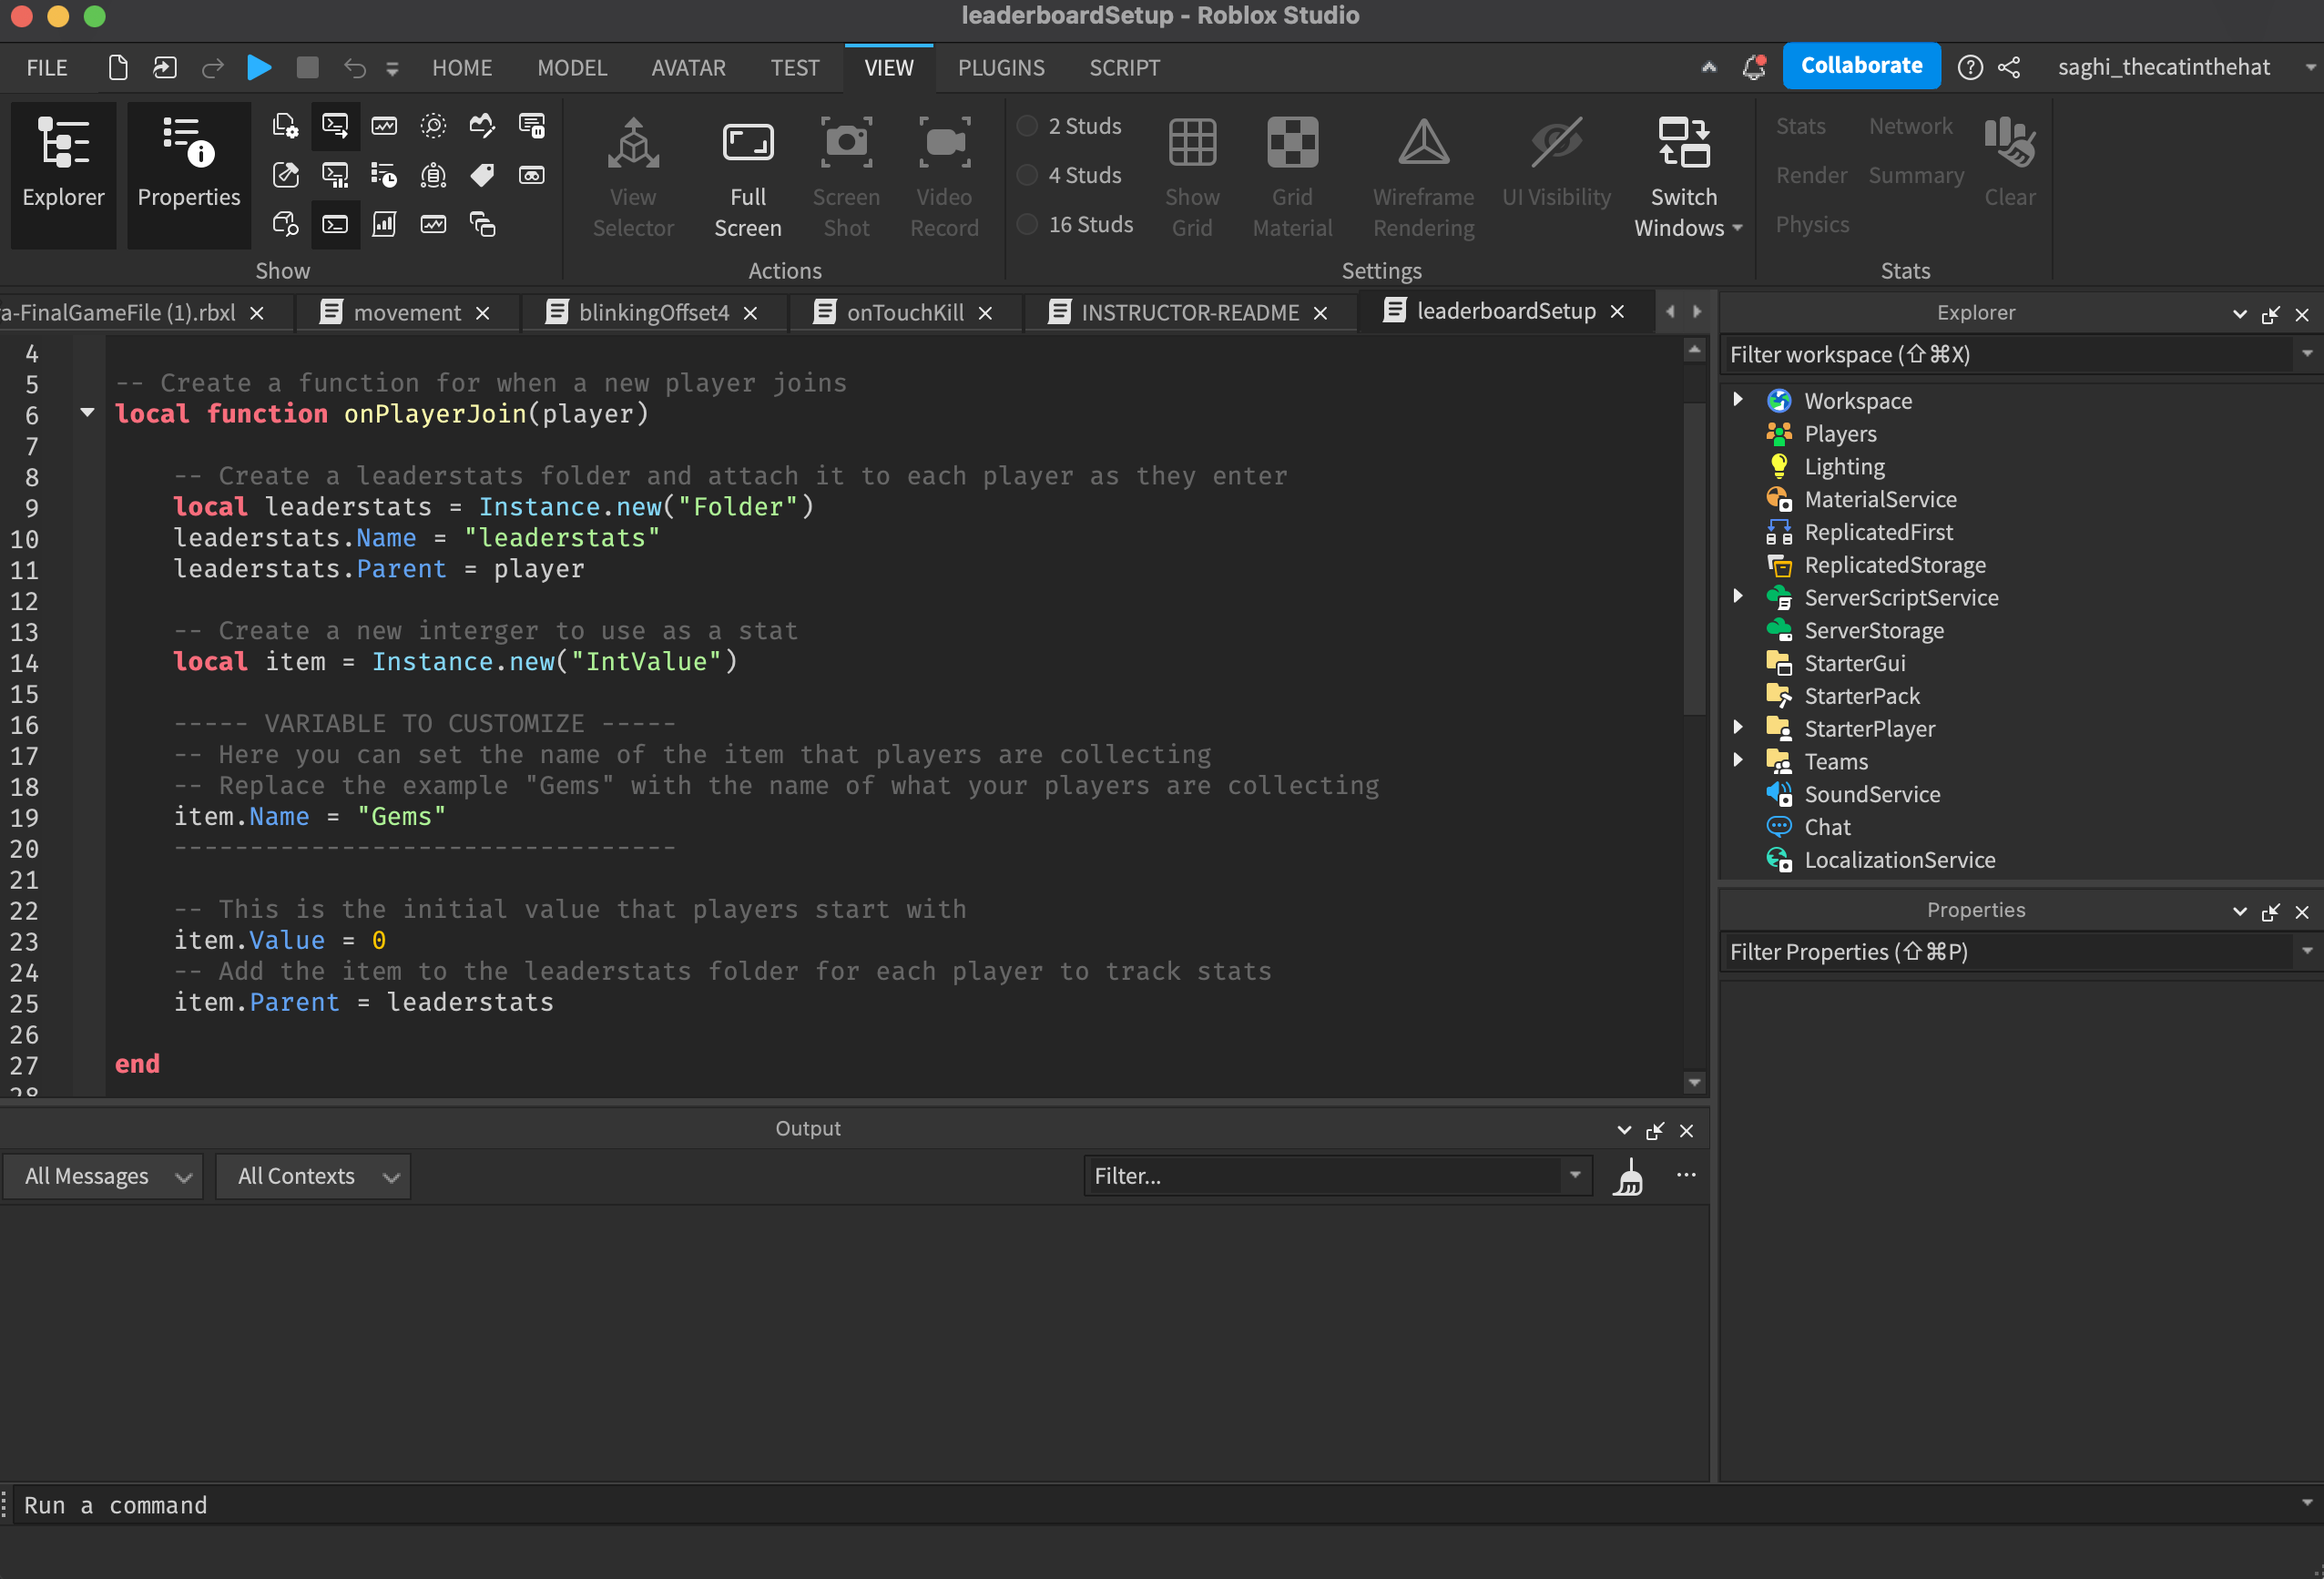 leaderboardSetup - Roblox Studio
FILE HOME MODEL AVATAR TEST VIEW PLUGINS SCRIPT Collaborate saghi_thecatinthehat
Explorer
Properties
Show
View Selector
Full Screen
Screen Shot
Video Record
Actions
2 Studs
4 Studs
16 Studs
Show Grid
Grid Material
Wireframe Rendering
UI Visibility
Switch Windows
Settings
Stats Network
Render Summary
Physics
Clear
Stats
a-FinalGameFile (1).rbxl movement blinkingOffset4 onTouchKill INSTRUCTOR-README leaderboardSetup
4
5 -- Create a function for when a new player joins
6 local function onPlayerJoin(player)
7
8 -- Create a leaderstats folder and attach it to each player as they enter
9 local leaderstats = Instance.new("Folder")
10 leaderstats.Name = "leaderstats"
11 leaderstats.Parent = player
12
13 -- Create a new interger to use as a stat
14 local item = Instance.new("IntValue")
15
16 ----- VARIABLE TO CUSTOMIZE -----
17 -- Here you can set the name of the item that players are collecting
18 -- Replace the example "Gems" with the name of what your players are collecting
19 item.Name = "Gems"
20 ---------------------------------
21
22 -- This is the initial value that players start with
23 item.Value = 0
24 -- Add the item to the leaderstats folder for each player to track stats
25 item.Parent = leaderstats
26
27 end
28
Explorer
Filter workspace (⇧⌘X)
Workspace
Players
Lighting
MaterialService
ReplicatedFirst
ReplicatedStorage
ServerScriptService
ServerStorage
StarterGui
StarterPack
StarterPlayer
Teams
SoundService
Chat
LocalizationService
Properties
Filter Properties (⇧⌘P)
Output
All Messages All Contexts Filter... ...
Run a command